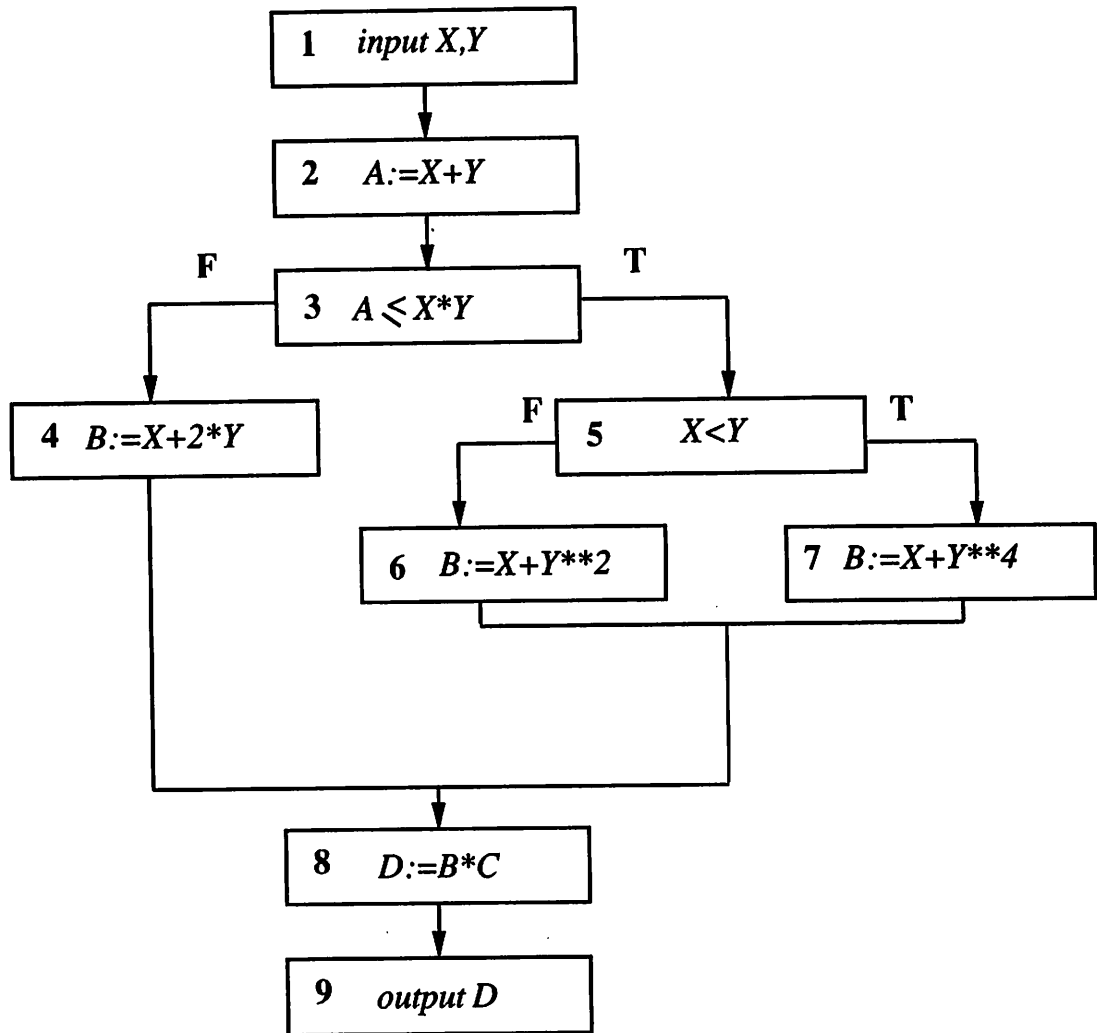 1 input X,Y
2 A:=X+Y
F
T
3 A ⩽ X*Y
F
T
4 B:=X+2*Y
5 X<Y
6 B:=X+Y**2
7 B:=X+Y**4
8 D:=B*C
9 output D